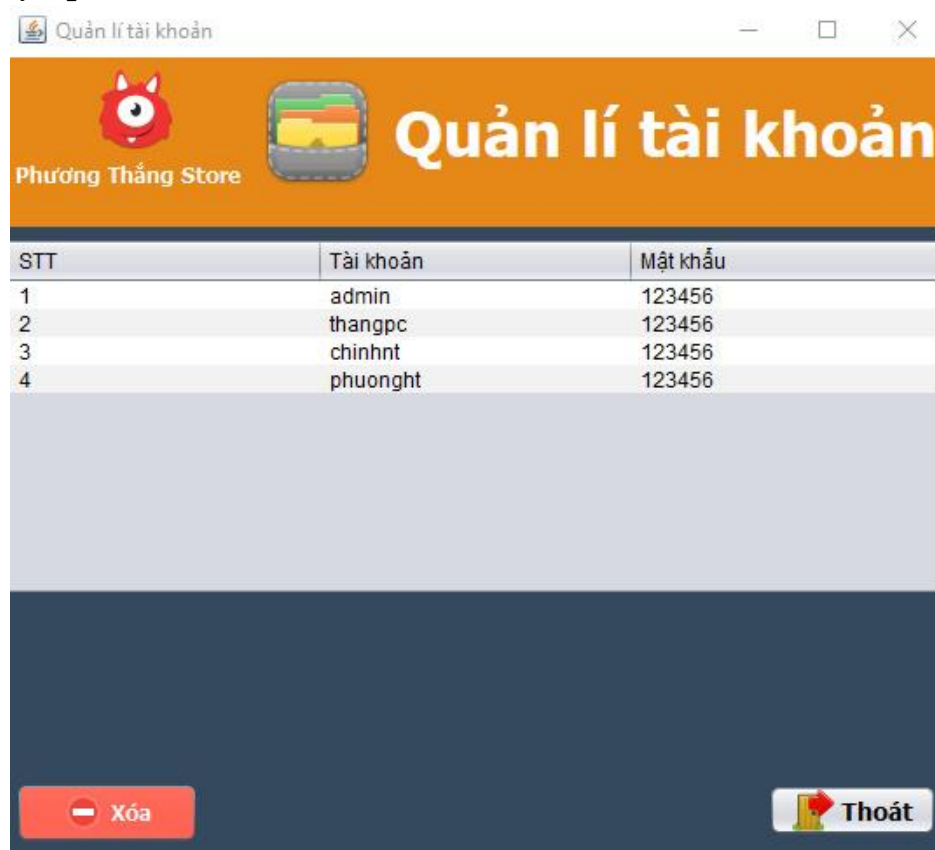 Quản lí tài khoản
Quản lí tài khoản
Phương Thắng Store
STT Tài khoản Mật khẩu
1 admin 123456
2 thangpc 123456
3 chinhnt 123456
4 phuonght 123456
Xóa Thoát